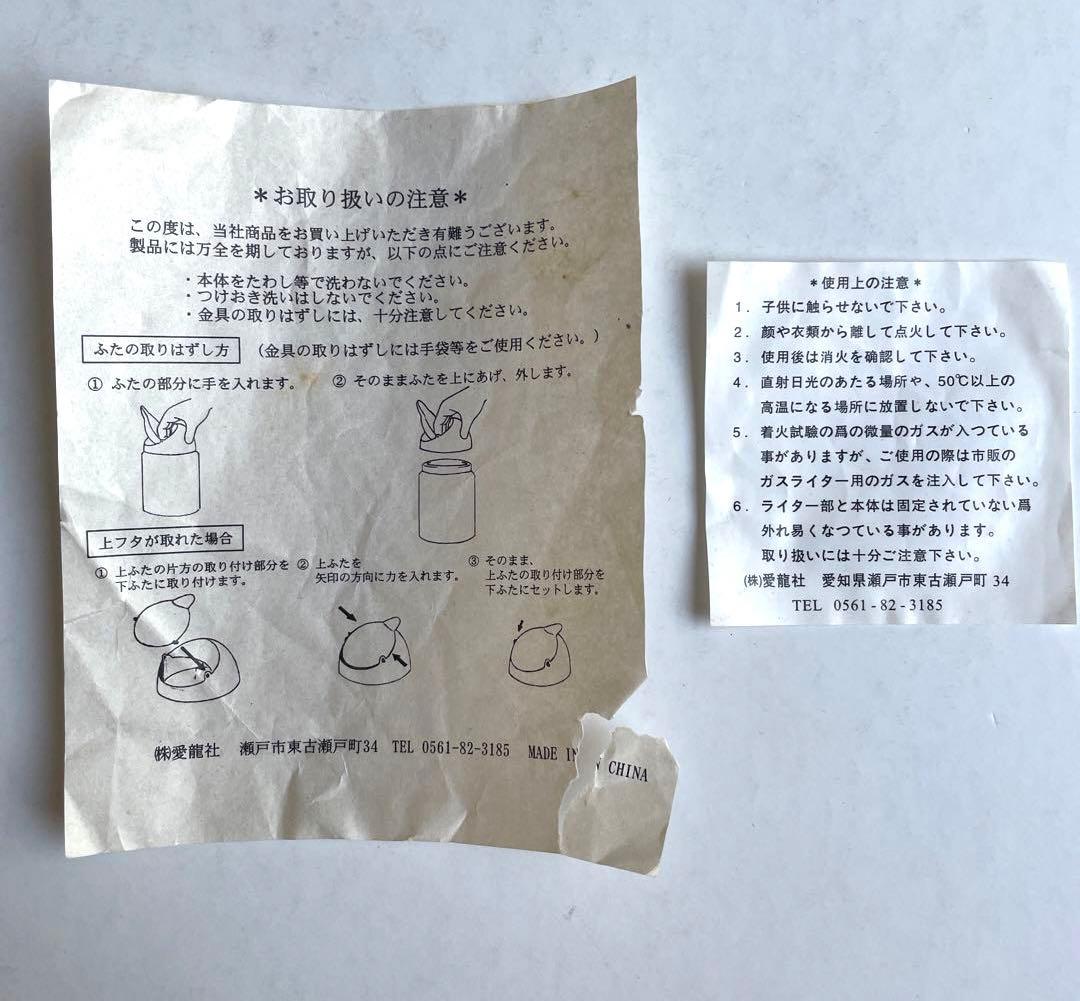 ＊お取り扱いの注意＊
この度は、当社商品をお買い上げいただき有難うございます。
製品には万全を期しておりますが、以下の点にご注意ください。
・本体をたわし等で洗わないでください。
・つけおき洗いはしないでください。
・金具の取りはずしには、十分注意してください。
ふたの取りはずし方 （金具の取りはずしには手袋等をご使用ください。）
① ふたの部分に手を入れます。 ② そのままふたを上にあげ、外します。
上フタが取れた場合
① 上ふたの片方の取り付け部分を
下ふたに取り付けます。
② 上ふたを
矢印の方向に力を入れます。
③ そのまま、
上ふたの取り付け部分を
下ふたにセットします。
㈱愛龍社 瀬戸市東古瀬戸町34 TEL 0561-82-3185 MADE IN CHINA
＊使用上の注意＊
1. 子供に触らせないで下さい。
2. 顔や衣類から離して点火して下さい。
3. 使用後は消火を確認して下さい。
4. 直射日光のあたる場所や、50℃以上の
高温になる場所に放置しないで下さい。
5. 着火試験の爲の微量のガスが入つている
事がありますが、ご使用の際は市販の
ガスライター用のガスを注入して下さい。
6. ライター部と本体は固定されていない爲
外れ易くなつている事があります。
取り扱いには十分ご注意下さい。
㈱愛龍社 愛知県瀬戸市東古瀬戸町 34
TEL 0561-82-3185